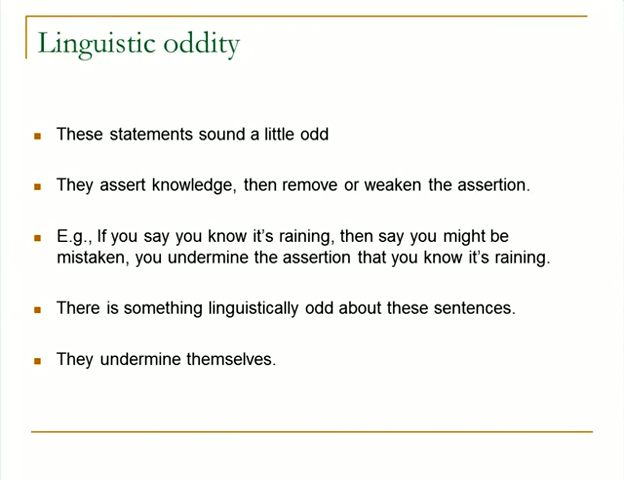 Linguistic oddity
These statements sound a little odd
They assert knowledge, then remove or weaken the assertion.
E.g., If you say you know it's raining, then say you might be
mistaken, you undermine the assertion that you know it's raining.
There is something linguistically odd about these sentences.
They undermine themselves.